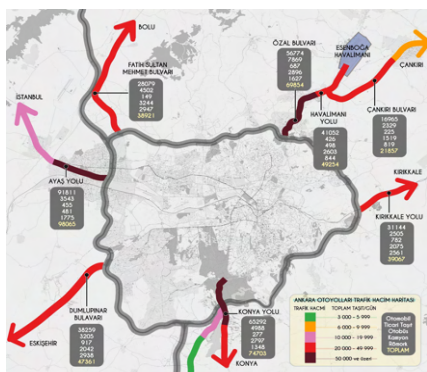 BOLU
FATİH SULTAN
MEHMET BULVARI
28079
4502
149
3244
2947
38921
ÖZAL BULVARI
56774
7869
687
2896
1627
69854
ESENBOĞA
HAVALİMANI
ÇANKIRI
HAVALİMANI
YOLU
41052
426
498
2603
844
49254
ÇANKIRI BULVARI
16965
2329
225
1519
819
21857
İSTANBUL
AYAŞ YOLU
91811
3543
455
481
1775
98065
KIRIKKALE
KIRIKKALE YOLU
31144
2505
782
2075
2561
39067
DUMLUPINAR
BULVARI
38259
3205
917
2042
2938
47361
ESKİŞEHİR
KONYA YOLU
65292
4988
277
2797
1348
74703
KONYA
ANKARA OTOYOLLARI TRAFİK HACİM HARİTASI
TRAFİK HACMİ
TOPLAM TAŞIT/GÜN
3 000 - 5 999
6 000 - 9 999
10 000 - 19 999
20 000 - 49 999
50 000 ve üzeri
Otomobil
Ticari Taşıt
Otobüs
Kamyon
TOPLAM